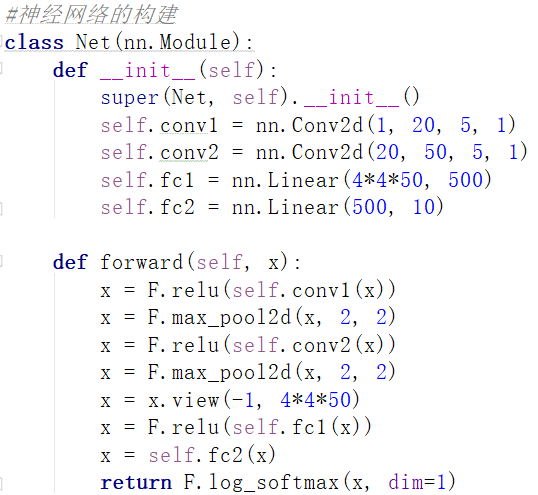 #神经网络的构建
class Net(nn.Module):
    def __init__(self):
        super(Net, self).__init__()
        self.conv1 = nn.Conv2d(1, 20, 5, 1)
        self.conv2 = nn.Conv2d(20, 50, 5, 1)
        self.fc1 = nn.Linear(4*4*50, 500)
        self.fc2 = nn.Linear(500, 10)

    def forward(self, x):
        x = F.relu(self.conv1(x))
        x = F.max_pool2d(x, 2, 2)
        x = F.relu(self.conv2(x))
        x = F.max_pool2d(x, 2, 2)
        x = x.view(-1, 4*4*50)
        x = F.relu(self.fc1(x))
        x = self.fc2(x)
        return F.log_softmax(x, dim=1)